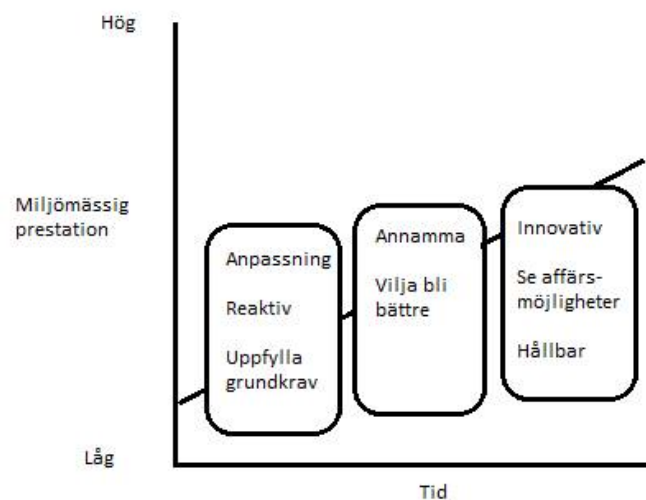 Hög
Miljömässig
prestation
Anpassning
Reaktiv
Uppfylla
grundkrav
Annamma
Vilja bli
bättre
Innovativ
Se affärs-
möjligheter
Hållbar
Låg
Tid